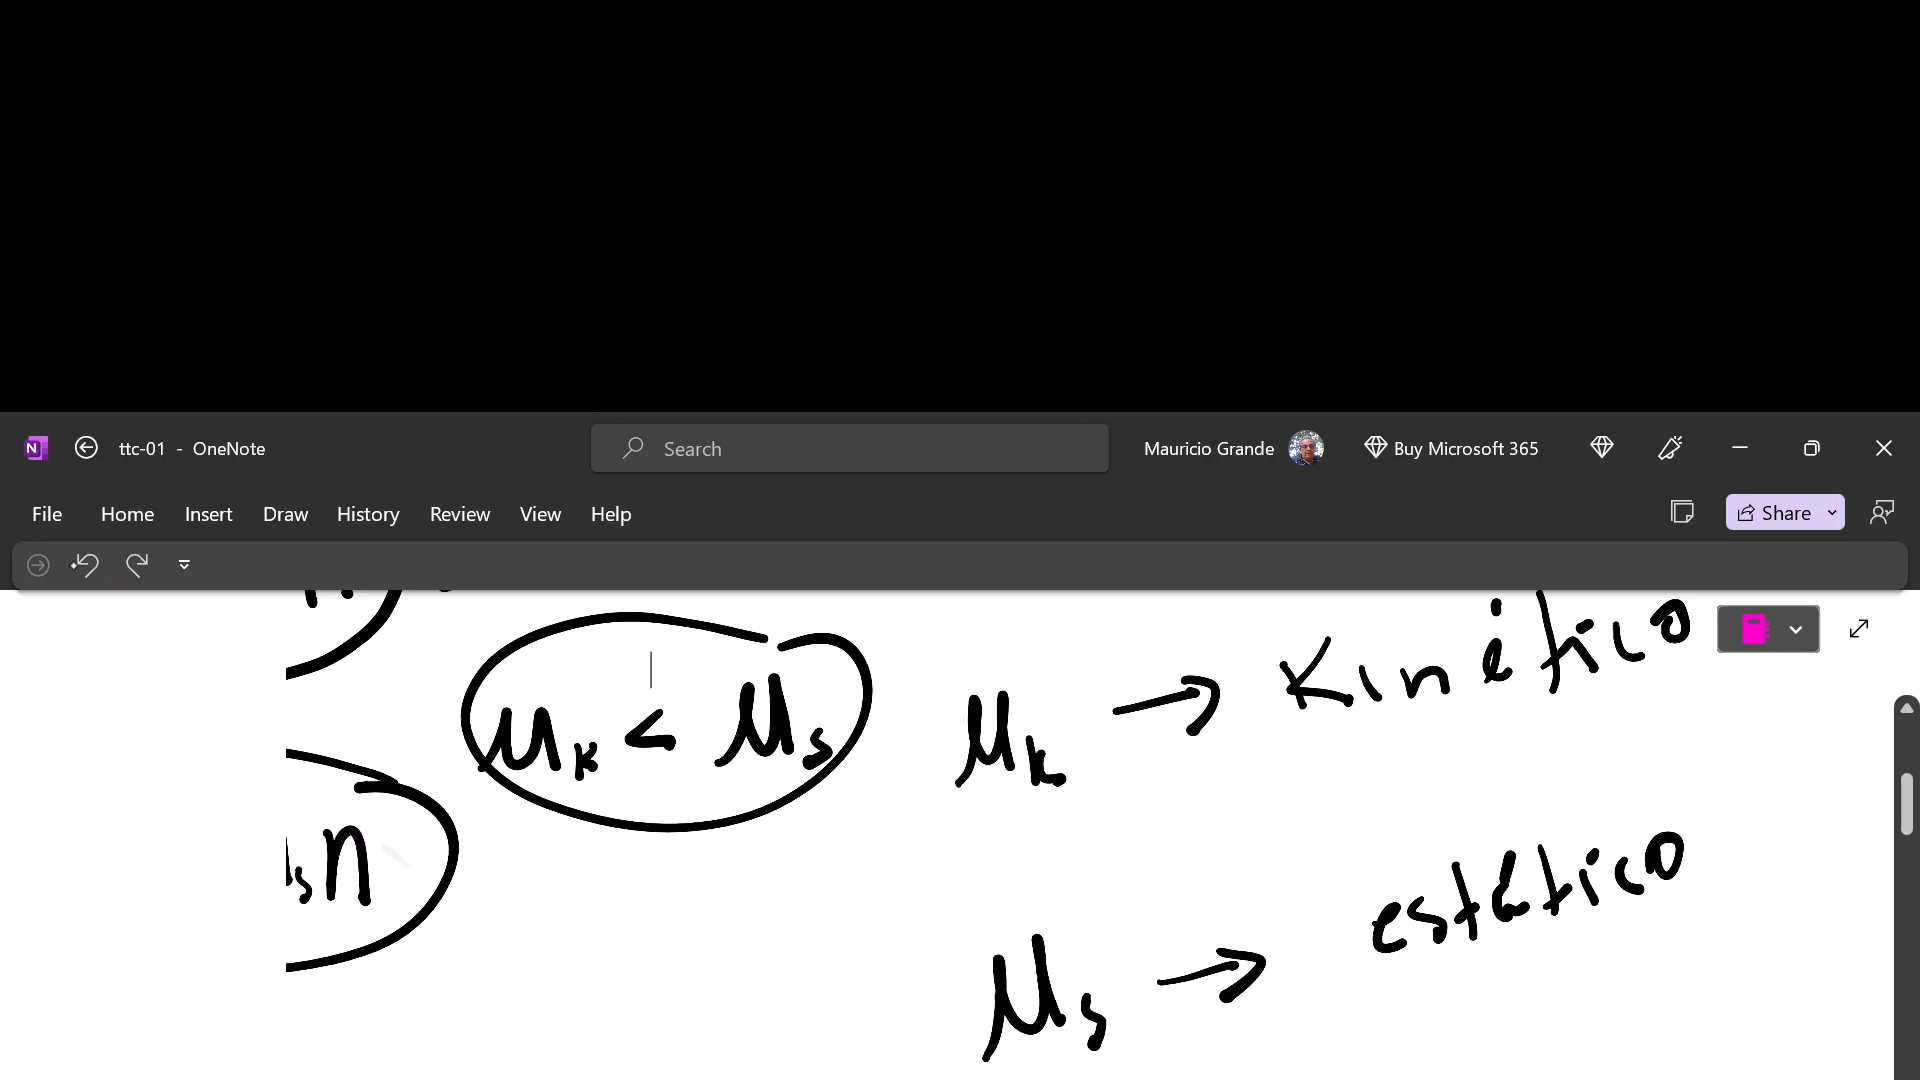 ttc-01 - OneNote
Search
Mauricio Grande
Buy Microsoft 365
File Home Insert Draw History Review View Help
Share
μk < μs
μk → Kinético
sn
μs → estático